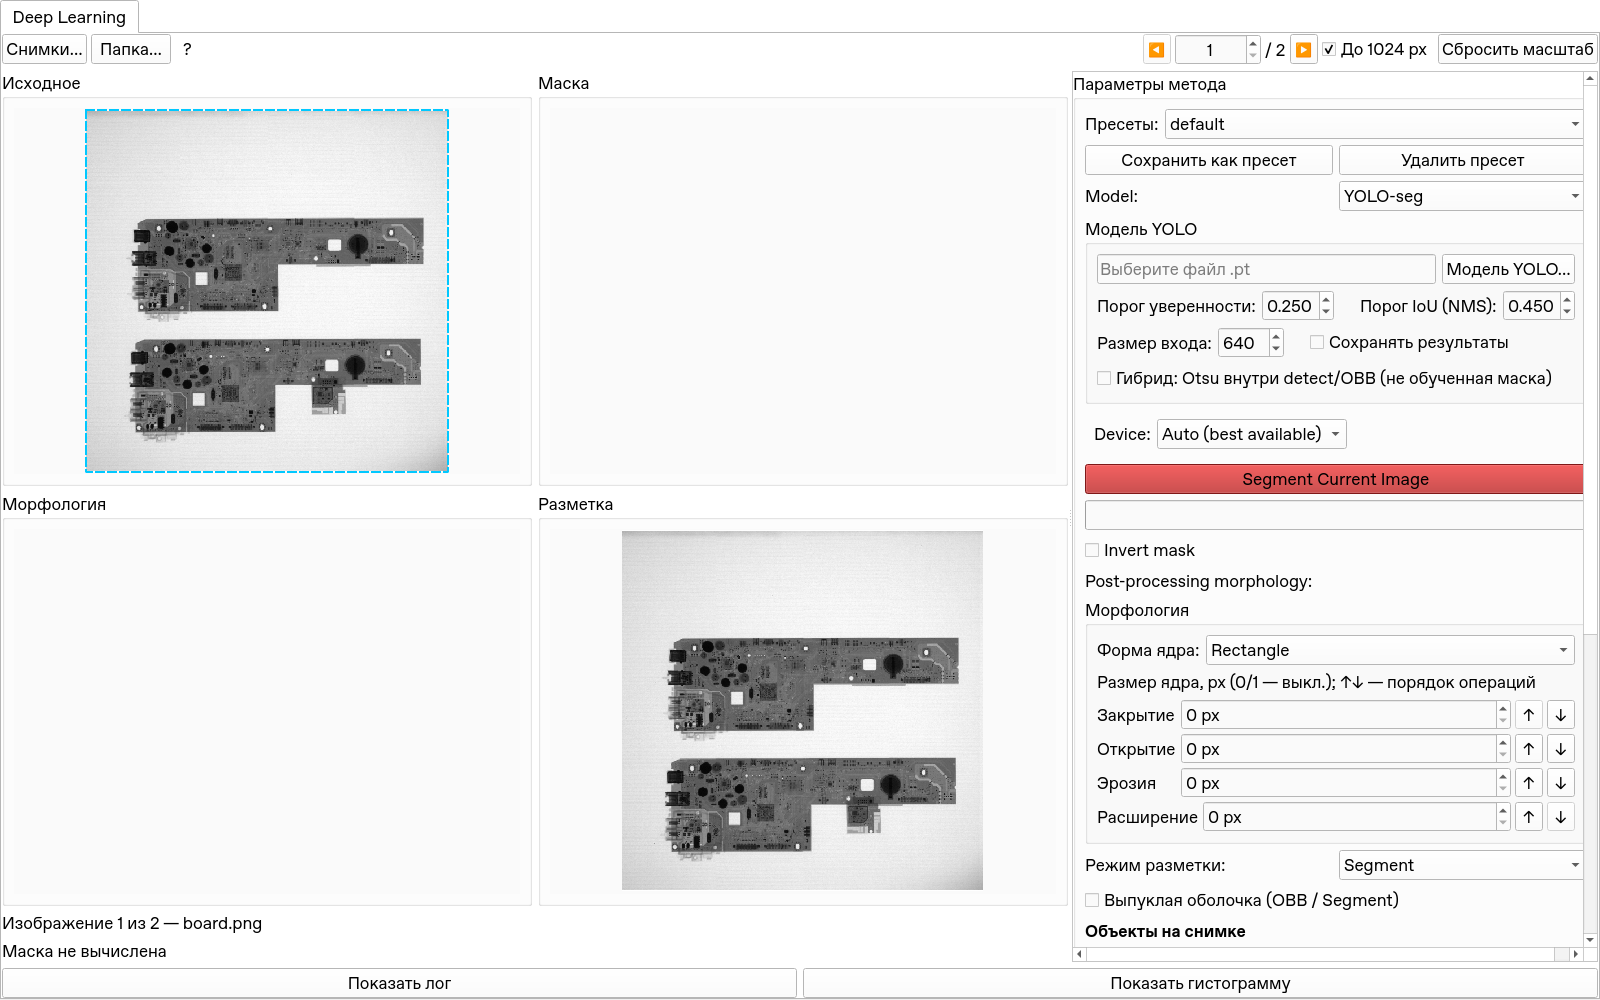 Deep Learning
Снимки... Папка... ? 1 / 2 До 1024 px Сбросить масштаб
Исходное
Маска
Морфология
Разметка
Изображение 1 из 2 — board.png
Маска не вычислена
Параметры метода
Пресеты: default
Сохранить как пресет Удалить пресет
Model: YOLO-seg
Модель YOLO
Выберите файл .pt Модель YOLO...
Порог уверенности: 0.250 Порог IoU (NMS): 0.450
Размер входа: 640 Сохранять результаты
Гибрид: Otsu внутри detect/OBB (не обученная маска)
Device: Auto (best available)
Segment Current Image
Invert mask
Post-processing morphology:
Морфология
Форма ядра: Rectangle
Размер ядра, px (0/1 — выкл.); ↑↓ — порядок операций
Закрытие 0 px ↑ ↓
Открытие 0 px ↑ ↓
Эрозия 0 px ↑ ↓
Расширение 0 px ↑ ↓
Режим разметки: Segment
Выпуклая оболочка (OBB / Segment)
Объекты на снимке
Показать лог Показать гистограмму